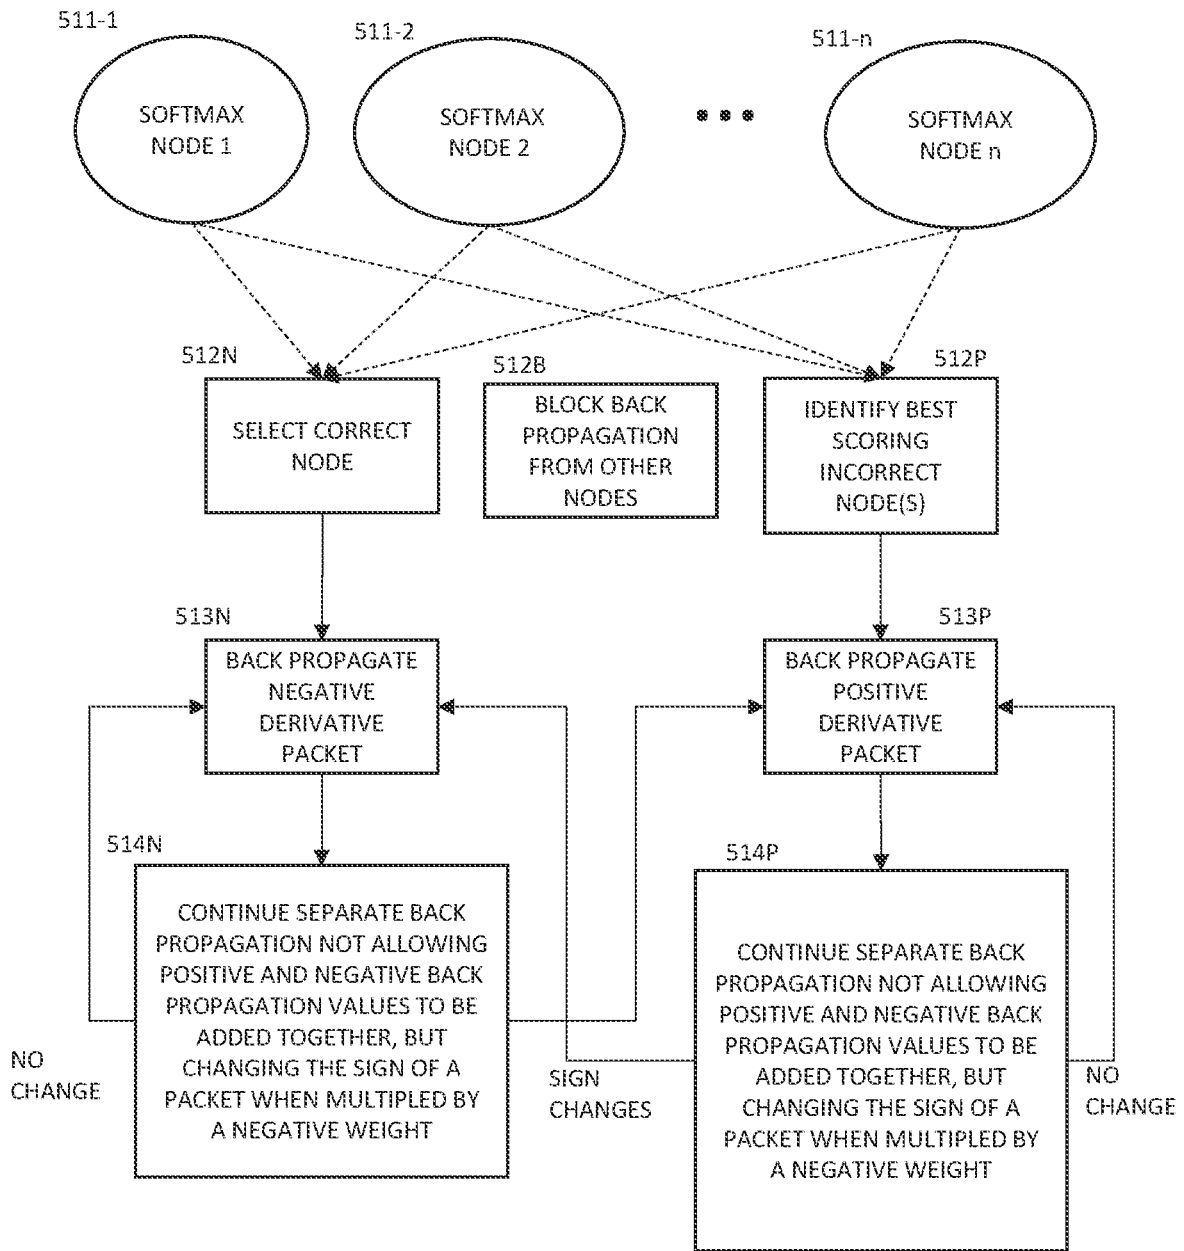 511-1
511-2
511-n
SOFTMAX
NODE 1
SOFTMAX
NODE 2
SOFTMAX
NODE n
512N
512B
512P
SELECT CORRECT
NODE
BLOCK BACK
PROPAGATION
FROM OTHER
NODES
IDENTIFY BEST
SCORING
INCORRECT
NODE(S)
513N
513P
BACK PROPAGATE
NEGATIVE
DERIVATIVE
PACKET
BACK PROPAGATE
POSITIVE
DERIVATIVE
PACKET
514N
514P
CONTINUE SEPARATE BACK
PROPAGATION NOT ALLOWING
POSITIVE AND NEGATIVE BACK
PROPAGATION VALUES TO BE
ADDED TOGETHER, BUT
CHANGING THE SIGN OF A
PACKET WHEN MULTIPLED BY
A NEGATIVE WEIGHT
CONTINUE SEPARATE BACK
PROPAGATION NOT ALLOWING
POSITIVE AND NEGATIVE BACK
PROPAGATION VALUES TO BE
ADDED TOGETHER, BUT
CHANGING THE SIGN OF A
PACKET WHEN MULTIPLED BY
A NEGATIVE WEIGHT
NO
CHANGE
SIGN
CHANGES
NO
CHANGE